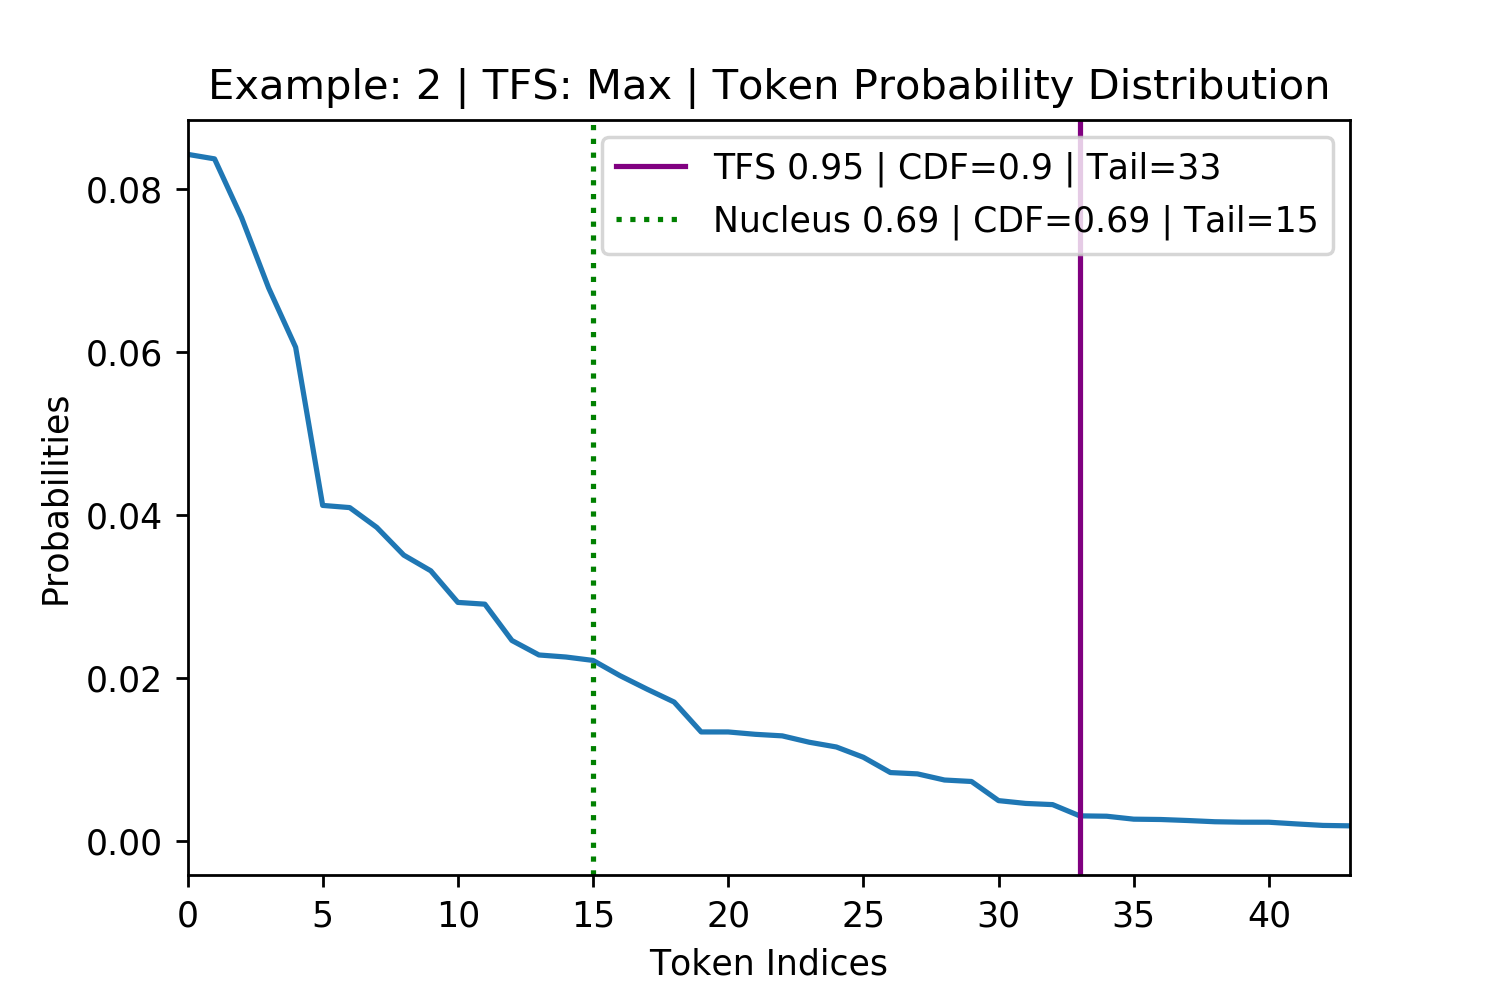 Example: 2 | TFS: Max | Token Probability Distribution
TFS 0.95 | CDF=0.9 | Tail=33
Nucleus 0.69 | CDF=0.69 | Tail=15
Probabilities
0.08
0.06
0.04
0.02
0.00
0 5 10 15 20 25 30 35 40
Token Indices